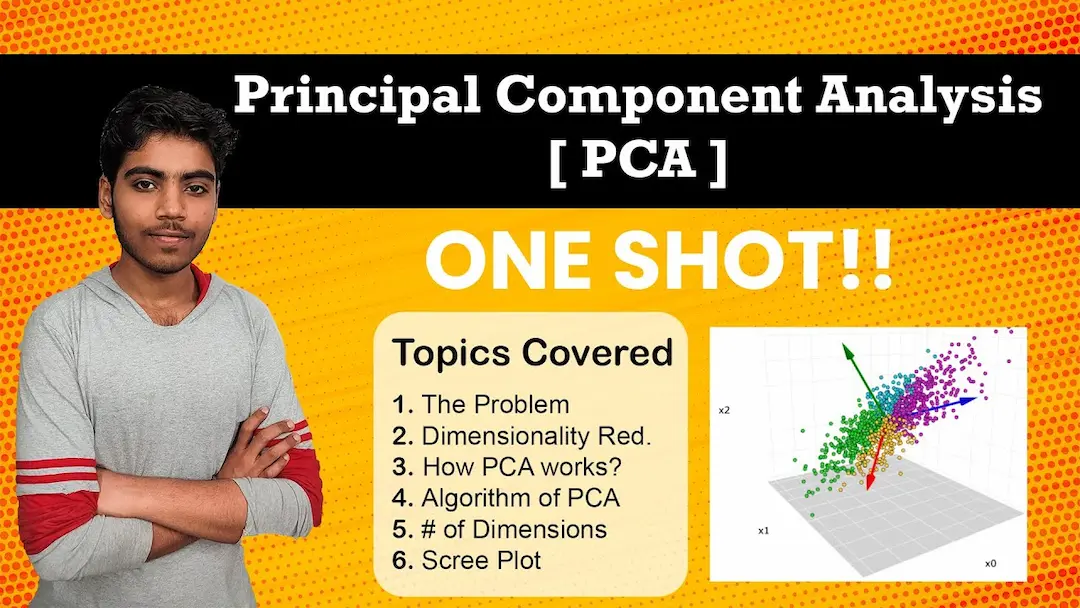 Principal Component Analysis
[ PCA ]
ONE SHOT!!
Topics Covered
1. The Problem
2. Dimensionality Red.
3. How PCA works?
4. Algorithm of PCA
5. # of Dimensions
6. Scree Plot
x2
x1
x0